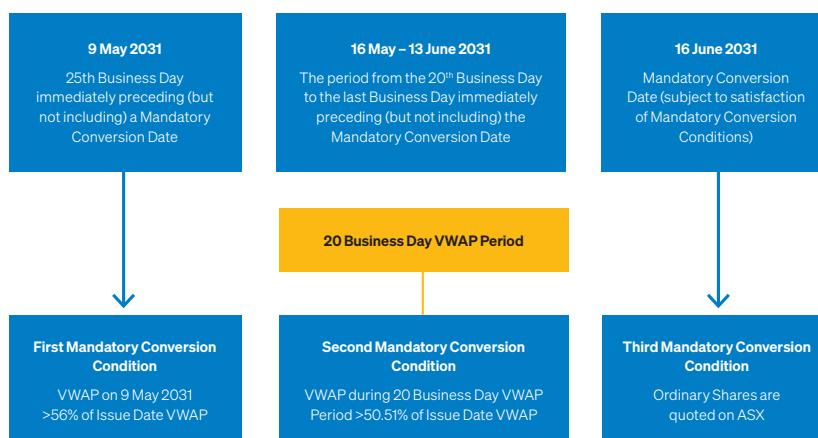 9 May 2031
25th Business Day
immediately preceding (but
not including) a Mandatory
Conversion Date
16 May – 13 June 2031
The period from the 20th Business Day
to the last Business Day immediately
preceding (but not including) the
Mandatory Conversion Date
16 June 2031
Mandatory Conversion
Date (subject to satisfaction
of Mandatory Conversion
Conditions)
20 Business Day VWAP Period
First Mandatory Conversion
Condition
VWAP on 9 May 2031
>56% of Issue Date VWAP
Second Mandatory Conversion
Condition
VWAP during 20 Business Day VWAP
Period >50.51% of Issue Date VWAP
Third Mandatory Conversion
Condition
Ordinary Shares are
quoted on ASX